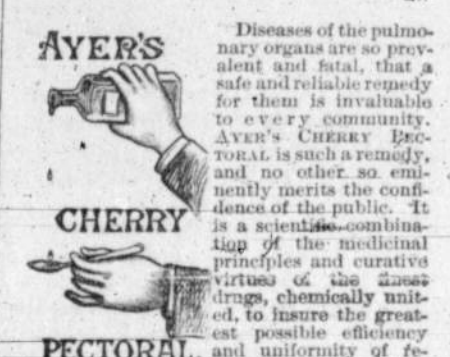 AYER'S
CHERRY
PECTORAL
Diseases of the pulmo-
nary organs are so prev-
alent and fatal, that a
safe and reliable remedy
for them is invaluable
to every community.
AYER'S CHERRY PEC-
TORAL is such a remedy,
and no other so emi-
nently merits the confi-
dence of the public. It
is a scientific combina-
tion of the medicinal
principles and curative
virtues of the finest
drugs, chemically unit-
ed, to insure the great-
est possible efficiency
and uniformity of re-